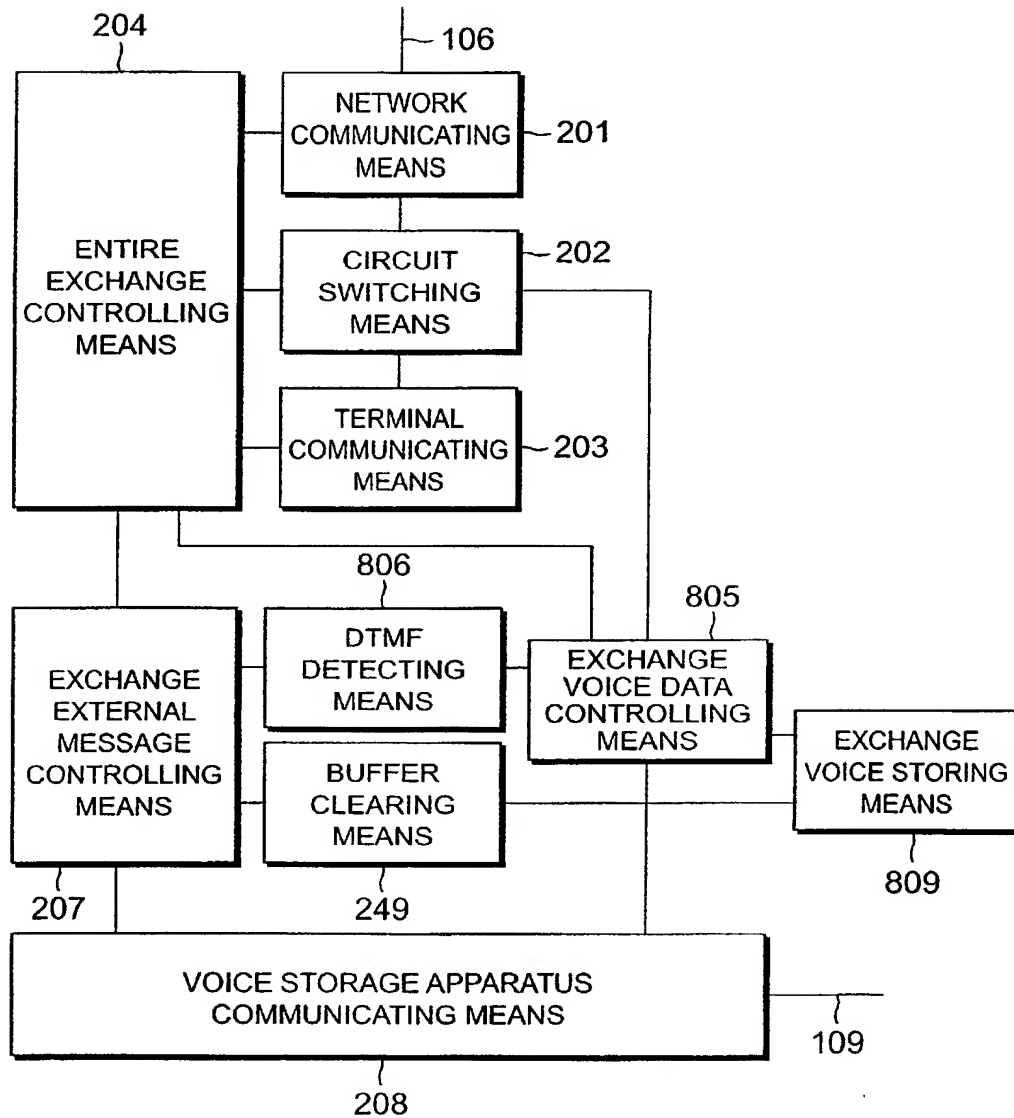 204
106
NETWORK
COMMUNICATING
MEANS
201
ENTIRE
EXCHANGE
CONTROLLING
MEANS
CIRCUIT
SWITCHING
MEANS
202
TERMINAL
COMMUNICATING
MEANS
203
806
805
EXCHANGE
EXTERNAL
MESSAGE
CONTROLLING
MEANS
DTMF
DETECTING
MEANS
EXCHANGE
VOICE DATA
CONTROLLING
MEANS
BUFFER
CLEARING
MEANS
EXCHANGE
VOICE STORING
MEANS
207
249
809
VOICE STORAGE APPARATUS
COMMUNICATING MEANS
109
208